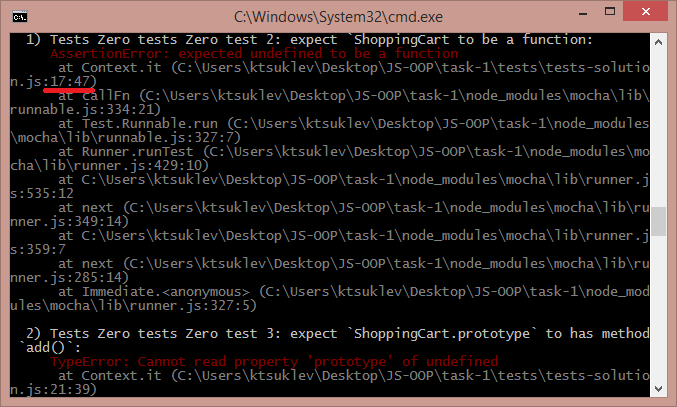 C:\Windows\System32\cmd.exe
1) Tests Zero tests Zero test 2: expect `ShoppingCart to be a function:
AssertionError: expected undefined to be a function
at Context.it (C:\Users\ktsuklev\Desktop\JS-OOP\task-1\tests\tests-solutio
n.js:17:47)
at callFn (C:\Users\ktsuklev\Desktop\JS-OOP\task-1\node_modules\mocha\lib\
runnable.js:334:21)
at Test.Runnable.run (C:\Users\ktsuklev\Desktop\JS-OOP\task-1\node_modules
\mocha\lib\runnable.js:327:7)
at Runner.runTest (C:\Users\ktsuklev\Desktop\JS-OOP\task-1\node_modules\mo
cha\lib\runner.js:429:10)
at C:\Users\ktsuklev\Desktop\JS-OOP\task-1\node_modules\mocha\lib\runner.j
s:535:12
at next (C:\Users\ktsuklev\Desktop\JS-OOP\task-1\node_modules\mocha\lib\ru
nner.js:349:14)
at C:\Users\ktsuklev\Desktop\JS-OOP\task-1\node_modules\mocha\lib\runner.j
s:359:7
at next (C:\Users\ktsuklev\Desktop\JS-OOP\task-1\node_modules\mocha\lib\ru
nner.js:285:14)
at Immediate.<anonymous> (C:\Users\ktsuklev\Desktop\JS-OOP\task-1\node_mod
ules\mocha\lib\runner.js:327:5)
2) Tests Zero tests Zero test 3: expect `ShoppingCart.prototype` to has method
`add()`:
TypeError: Cannot read property 'prototype' of undefined
at Context.it (C:\Users\ktsuklev\Desktop\JS-OOP\task-1\tests\tests-solutio
n.js:21:39)